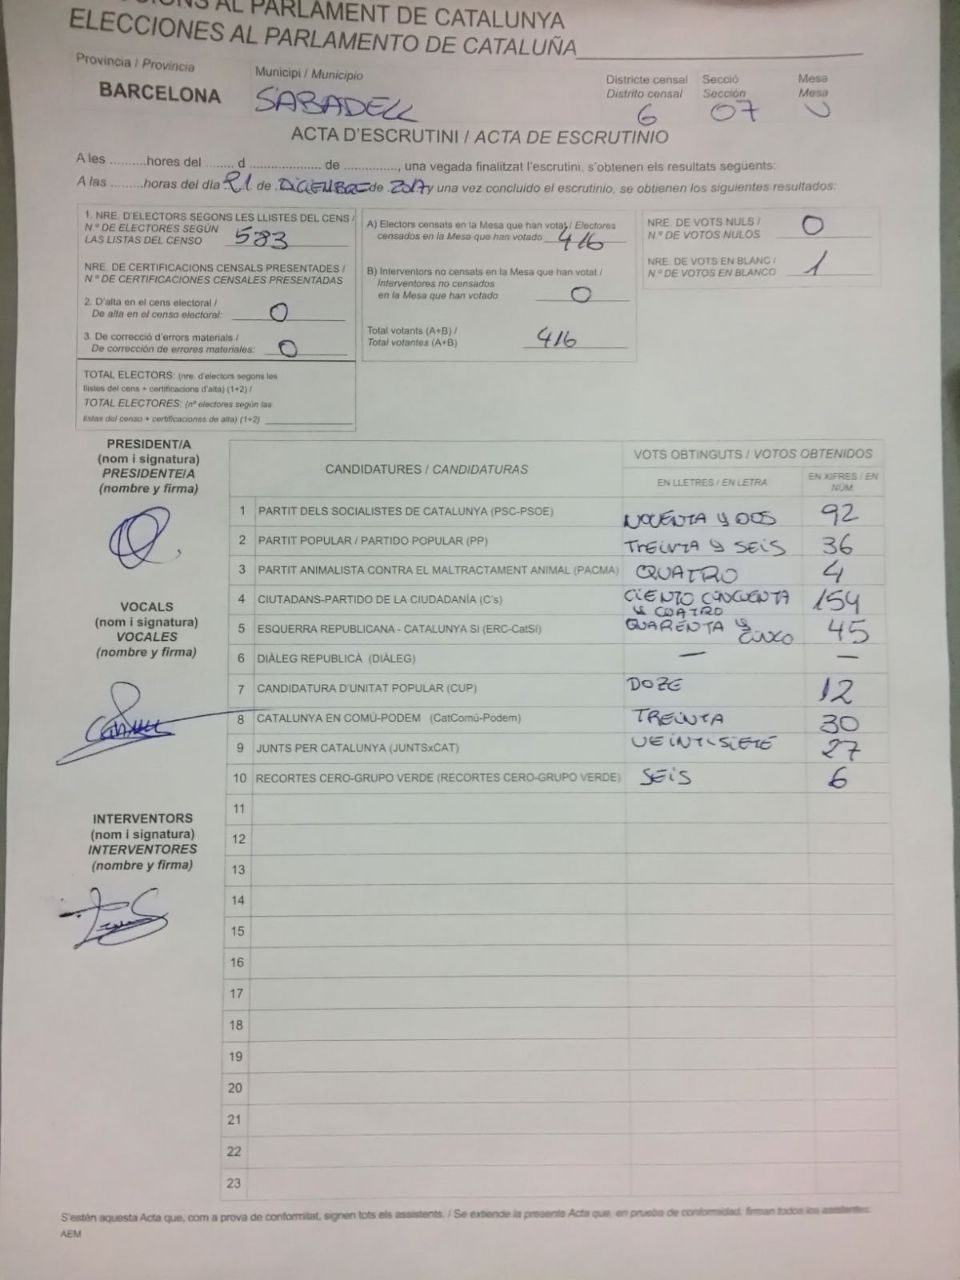 AL PARLAMENT DE CATALUNYA
ELECCIONES AL PARLAMENTO DE CATALUÑA
Província / Provincia
BARCELONA
Municipi / Municipio
SABADELL
Districte censal
Distrito censal
6
Secció
Sección
07
Mesa
Mesa
U
ACTA D'ESCRUTINI / ACTA DE ESCRUTINIO
A les ..........hores del ........ d .................... de ..............., una vegada finalitzat l'escrutini, s'obtenen els resultats següents:
A las .........horas del día 21 de DICIEMBRE de 2017 y una vez concluido el escrutinio, se obtienen los siguientes resultados:
1. NRE. D'ELECTORS SEGONS LES LLISTES DEL CENS /
N.º DE ELECTORES SEGÚN
LAS LISTAS DEL CENSO 583
NRE. DE CERTIFICACIONS CENSALS PRESENTADES /
N.º DE CERTIFICACIONES CENSALES PRESENTADAS
2. D'alta en el cens electoral /
De alta en el censo electoral: 0
3. De correcció d'errors materials /
De corrección de errores materiales: 0
TOTAL ELECTORS: (nre. d'electors segons les
llistes del cens + certificacions d'alta) (1+2) /
TOTAL ELECTORES: (nº electores según las
listas del censo + certificaciones de alta) (1+2)
A) Electors censats en la Mesa que han votat / Electores
censados en la Mesa que han votado 416
B) Interventors no censats en la Mesa que han votat /
Interventores no censados
en la Mesa que han votado 0
Total votants (A+B) /
Total votantes (A+B) 416
NRE. DE VOTS NULS /
N.º DE VOTOS NULOS 0
NRE. DE VOTS EN BLANC /
N.º DE VOTOS EN BLANCO 1
PRESIDENT/A
(nom i signatura)
PRESIDENTE/A
(nombre y firma)
VOCALS
(nom i signatura)
VOCALES
(nombre y firma)
INTERVENTORS
(nom i signatura)
INTERVENTORES
(nombre y firma)
CANDIDATURES / CANDIDATURAS
VOTS OBTINGUTS / VOTOS OBTENIDOS
EN LLETRES / EN LETRA
EN XIFRES / EN
NÚM.
1 PARTIT DELS SOCIALISTES DE CATALUNYA (PSC-PSOE) NOVENTA Y DOS 92
2 PARTIT POPULAR / PARTIDO POPULAR (PP) TREINTA Y SEIS 36
3 PARTIT ANIMALISTA CONTRA EL MALTRACTAMENT ANIMAL (PACMA) QUATRO 4
4 CIUTADANS-PARTIDO DE LA CIUDADANÍA (C's) CIENTO CINCUENTA 154
Y CUATRO
5 ESQUERRA REPUBLICANA - CATALUNYA SÍ (ERC-CatSí) QUARENTA Y 45
CINCO
6 DIÀLEG REPUBLICÀ (DIÀLEG) — —
7 CANDIDATURA D'UNITAT POPULAR (CUP) DOZE 12
8 CATALUNYA EN COMÚ-PODEM (CatComú-Podem) TREINTA 30
9 JUNTS PER CATALUNYA (JUNTSxCAT) VEINTISIETE 27
10 RECORTES CERO-GRUPO VERDE (RECORTES CERO-GRUPO VERDE) SEIS 6
11
12
13
14
15
16
17
18
19
20
21
22
23
S'estén aquesta Acta que, com a prova de conformitat, signen tots els assistents. / Se extiende la presente Acta que, en prueba de conformidad, firman todos los asistentes.
AEM